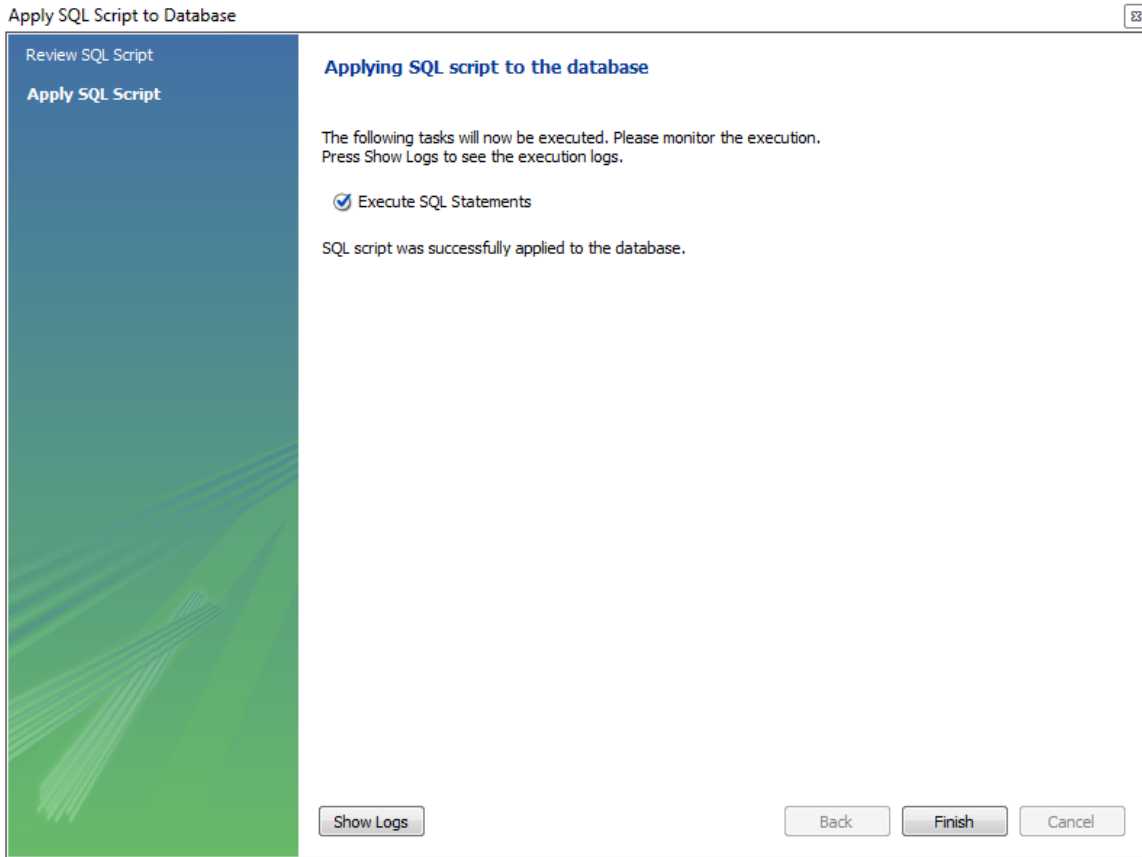 Apply SQL Script to Database
Review SQL Script
Apply SQL Script
Applying SQL script to the database
The following tasks will now be executed. Please monitor the execution.
Press Show Logs to see the execution logs.
Execute SQL Statements
SQL script was successfully applied to the database.
Show Logs
Back
Finish
Cancel